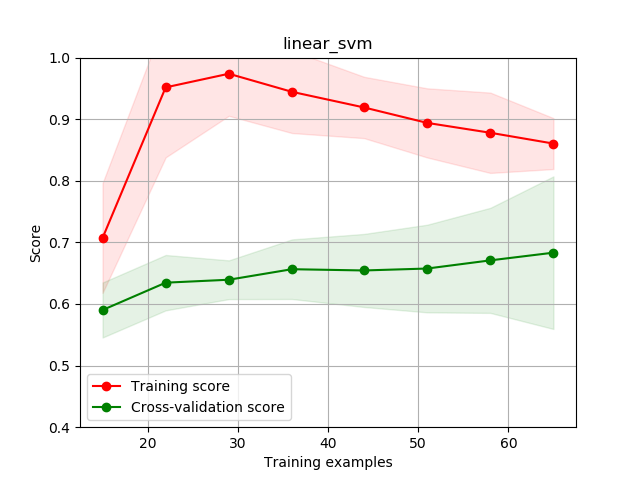 linear_svm
1.0
0.9
0.8
0.7
0.6
0.5
0.4
Score
Training score
Cross-validation score
20 30 40 50 60
Training examples